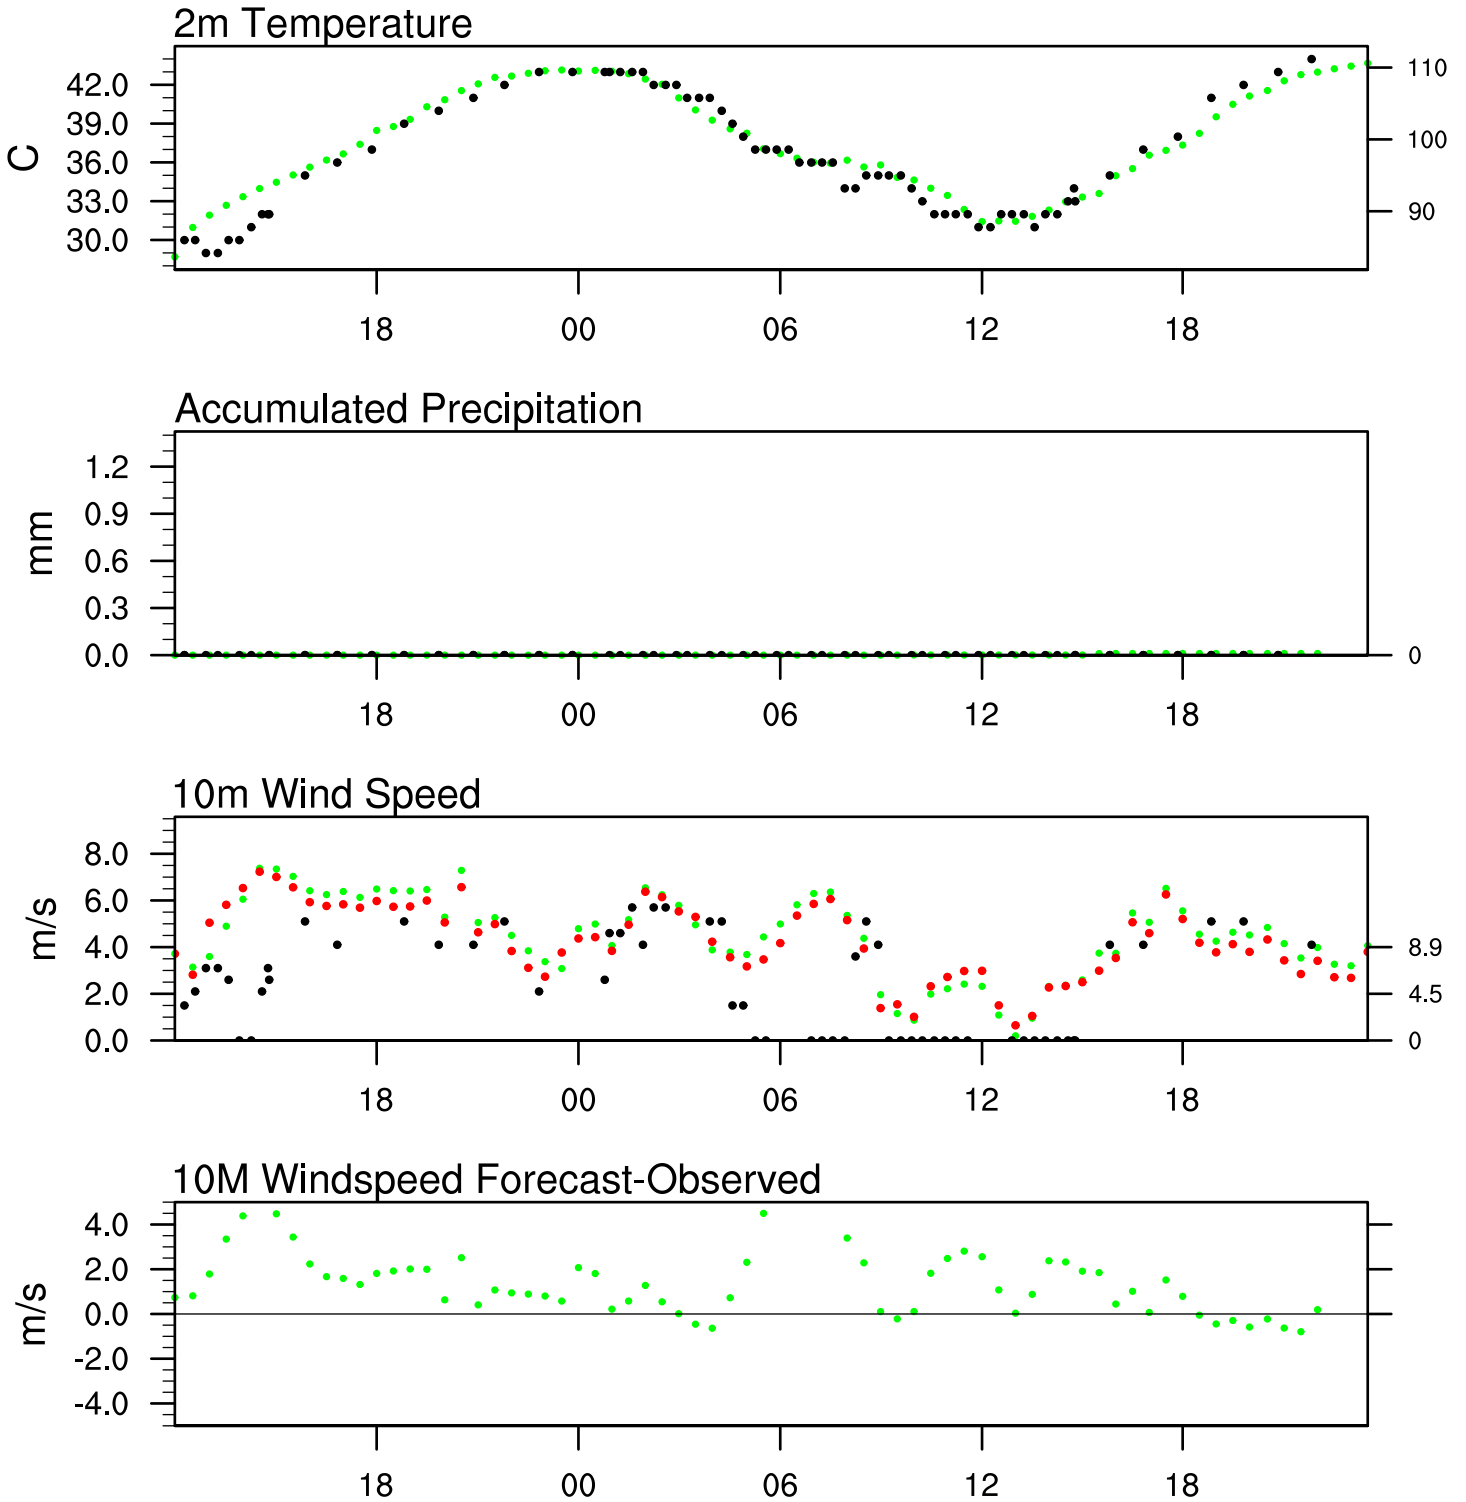 2m Temperature
42.0
39.0
36.0
33.0
30.0
C
110
100
90
18 00 06 12 18
Accumulated Precipitation
1.2
0.9
0.6
0.3
0.0
mm
0
18 00 06 12 18
10m Wind Speed
8.0
6.0
4.0
2.0
0.0
m/s
8.9
4.5
0
18 00 06 12 18
10M Windspeed Forecast-Observed
4.0
2.0
0.0
-2.0
-4.0
m/s
18 00 06 12 18